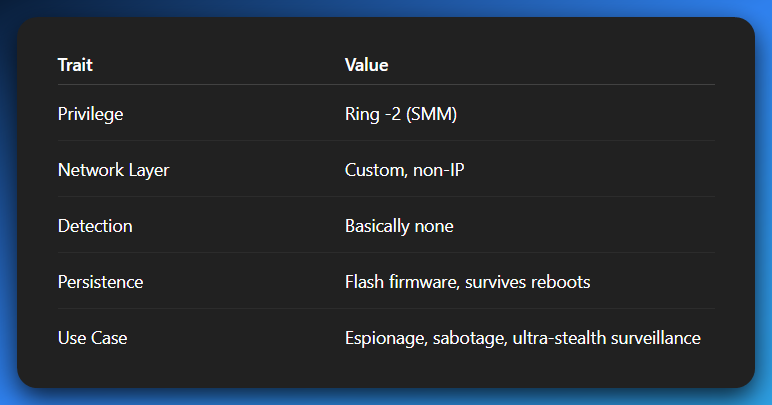 Trait Value
Privilege Ring -2 (SMM)
Network Layer Custom, non-IP
Detection Basically none
Persistence Flash firmware, survives reboots
Use Case Espionage, sabotage, ultra-stealth surveillance